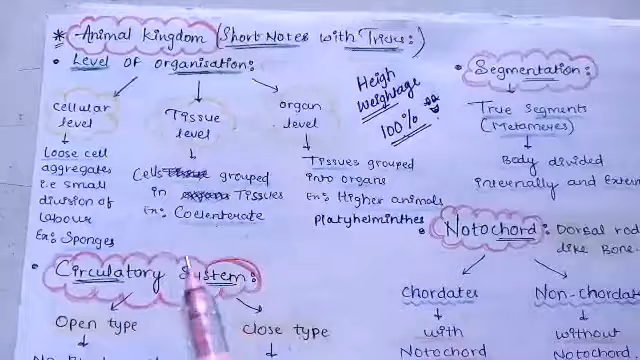 * Animal Kingdom (Short Notes with Tricks:)
• Level of organisation:
cellular level
↓
Loose cell
aggregates
i.e small
division of
labour
Ex: Sponges
Tissue
level
↓
Cells grouped
in Tissues
Ex: Coelenterate
organ
level
↓
Tissues grouped
into organs
Ex: Higher animals
platyhelminthes
Heigh
weightage
100%
• Segmentation:
True segments
(Metameres)
↓
Body divided
internally and Extern
• Notochord: Dorsal rod
like Bone.
Chordates
↓
with
Notochord
Non-chordat
↓
without
Notochord.
• Circulatory System:
Open type
↓
Close type
↓